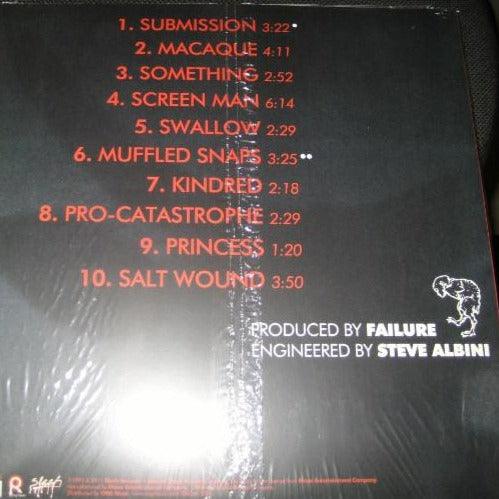 1. SUBMISSION 3:22
2. MACAQUE 4:11
3. SOMETHING 2:52
4. SCREEN MAN 6:14
5. SWALLOW 2:29
6. MUFFLED SNAPS 3:25
7. KINDRED 2:18
8. PRO-CATASTROPHE 2:29
9. PRINCESS 1:20
10. SALT WOUND 3:50
PRODUCED BY FAILURE
ENGINEERED BY STEVE ALBINI